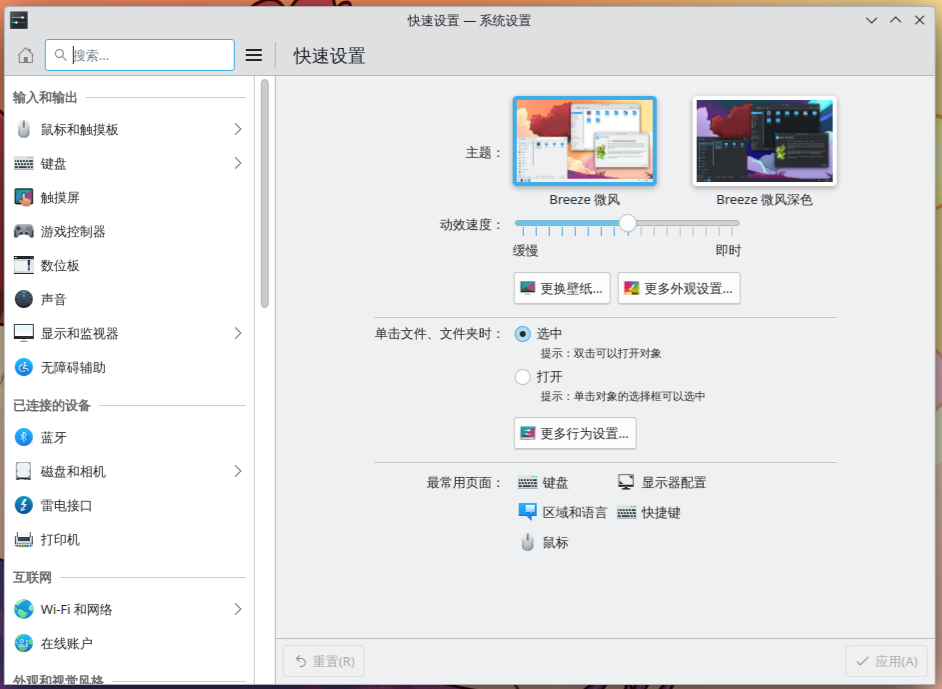 快速设置 — 系统设置
搜索...
快速设置
输入和输出
鼠标和触摸板
键盘
触摸屏
游戏控制器
数位板
声音
显示和监视器
无障碍辅助
已连接的设备
蓝牙
磁盘和相机
雷电接口
打印机
互联网
Wi-Fi 和网络
在线账户
外观和视觉风格
主题：
Breeze 微风
Breeze 微风深色
动效速度：
缓慢
即时
更换壁纸...
更多外观设置...
单击文件、文件夹时：
选中
提示：双击可以打开对象
打开
提示：单击对象的选择框可以选中
更多行为设置...
最常用页面：
键盘
显示器配置
区域和语言
快捷键
鼠标
重置(R)
应用(A)